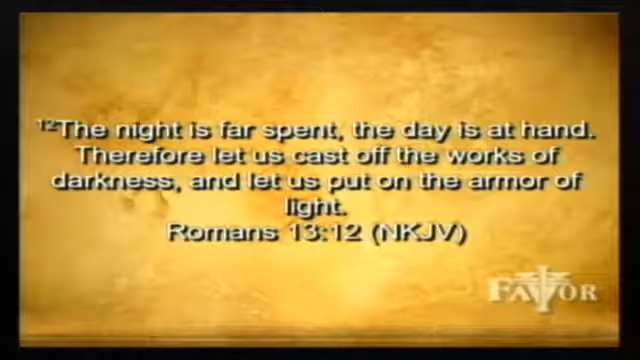 ¹²The night is far spent, the day is at hand.
Therefore let us cast off the works of
darkness, and let us put on the armor of
light.
Romans 13:12 (NKJV)
FAVOR